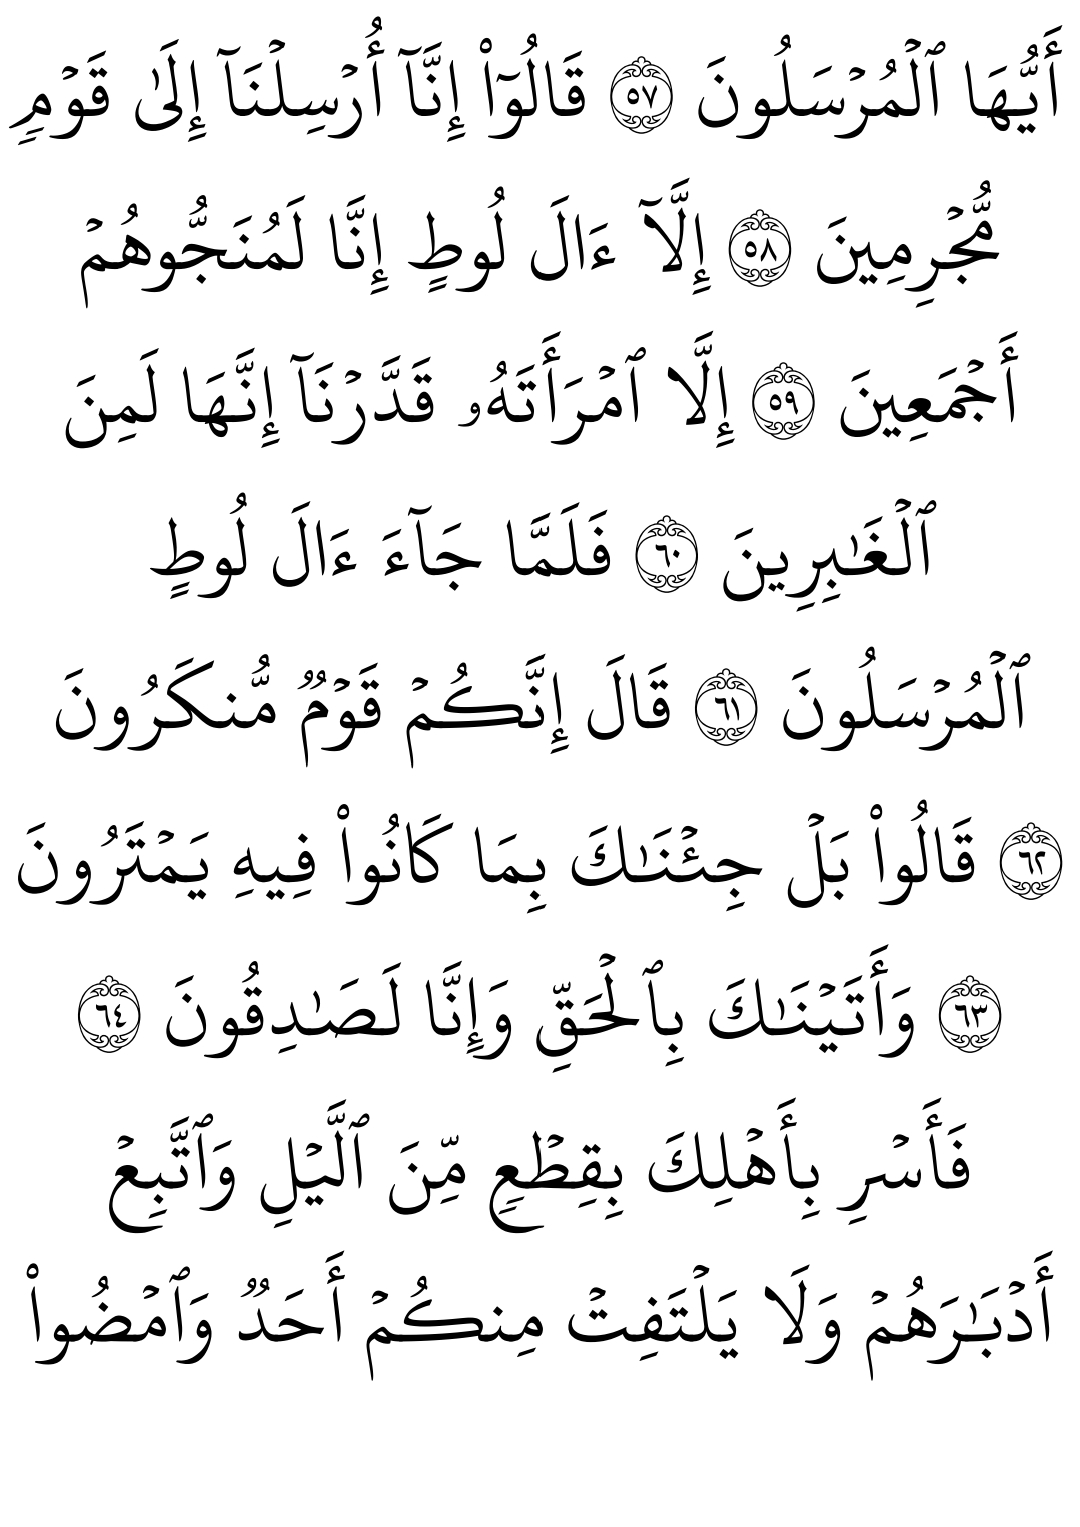 أَيُّهَا ٱلۡمُرۡسَلُونَ ٥٧ قَالُوٓاْ إِنَّآ أُرۡسِلۡنَآ إِلَىٰ قَوۡمٖ
مُّجۡرِمِينَ ٥٨ إِلَّآ ءَالَ لُوطٍ إِنَّا لَمُنَجُّوهُمۡ
أَجۡمَعِينَ ٥٩ إِلَّا ٱمۡرَأَتَهُۥ قَدَّرۡنَآ إِنَّهَا لَمِنَ
ٱلۡغَٰبِرِينَ ٦٠ فَلَمَّا جَآءَ ءَالَ لُوطٍ
ٱلۡمُرۡسَلُونَ ٦١ قَالَ إِنَّكُمۡ قَوۡمٞ مُّنكَرُونَ
٦٢ قَالُواْ بَلۡ جِئۡنَٰكَ بِمَا كَانُواْ فِيهِ يَمۡتَرُونَ
٦٣ وَأَتَيۡنَٰكَ بِٱلۡحَقِّ وَإِنَّا لَصَٰدِقُونَ ٦٤
فَأَسۡرِ بِأَهۡلِكَ بِقِطۡعٖ مِّنَ ٱلَّيۡلِ وَٱتَّبِعۡ
أَدۡبَٰرَهُمۡ وَلَا يَلۡتَفِتۡ مِنكُمۡ أَحَدٞ وَٱمۡضُواْ